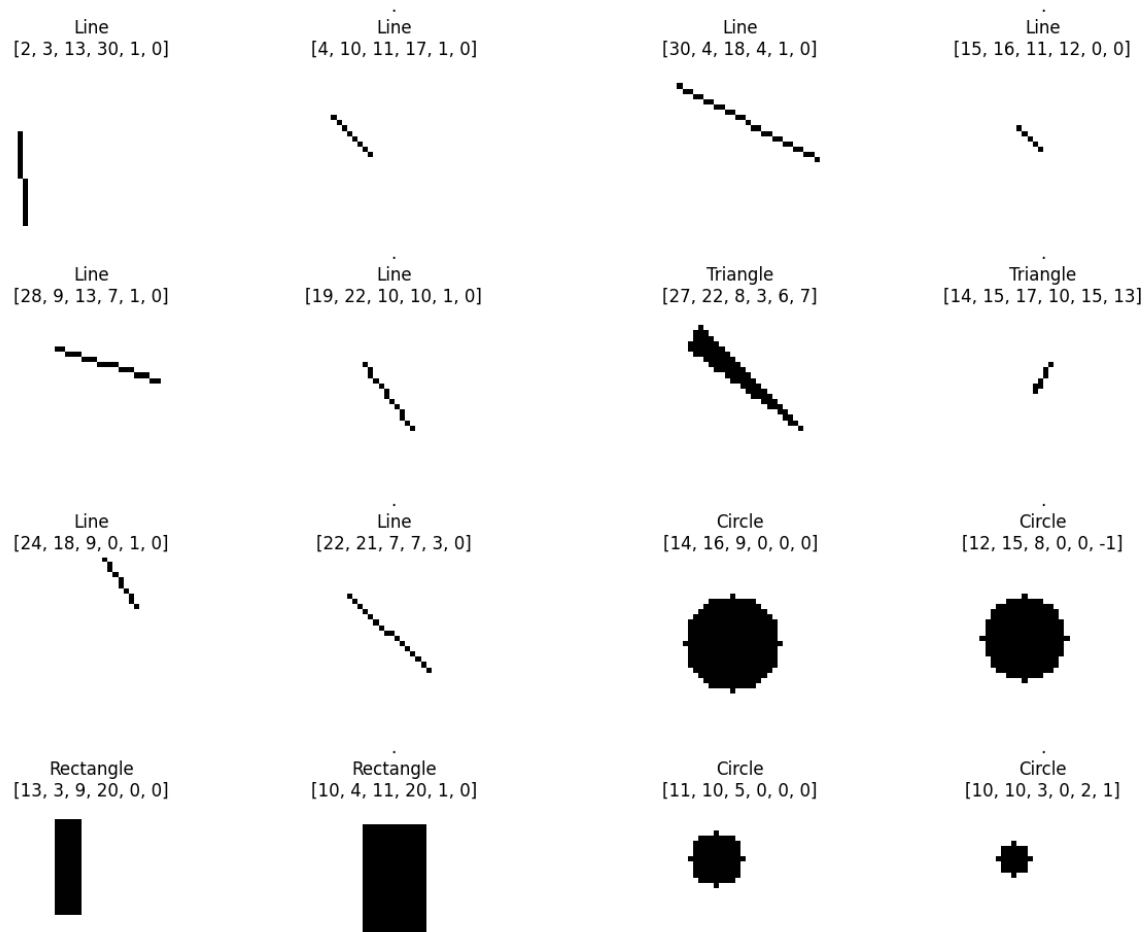 Line
[2, 3, 13, 30, 1, 0]
Line
[4, 10, 11, 17, 1, 0]
Line
[30, 4, 18, 4, 1, 0]
Line
[15, 16, 11, 12, 0, 0]
Line
[28, 9, 13, 7, 1, 0]
Line
[19, 22, 10, 10, 1, 0]
Triangle
[27, 22, 8, 3, 6, 7]
Triangle
[14, 15, 17, 10, 15, 13]
Line
[24, 18, 9, 0, 1, 0]
Line
[22, 21, 7, 7, 3, 0]
Circle
[14, 16, 9, 0, 0, 0]
Circle
[12, 15, 8, 0, 0, -1]
Rectangle
[13, 3, 9, 20, 0, 0]
Rectangle
[10, 4, 11, 20, 1, 0]
Circle
[11, 10, 5, 0, 0, 0]
Circle
[10, 10, 3, 0, 2, 1]